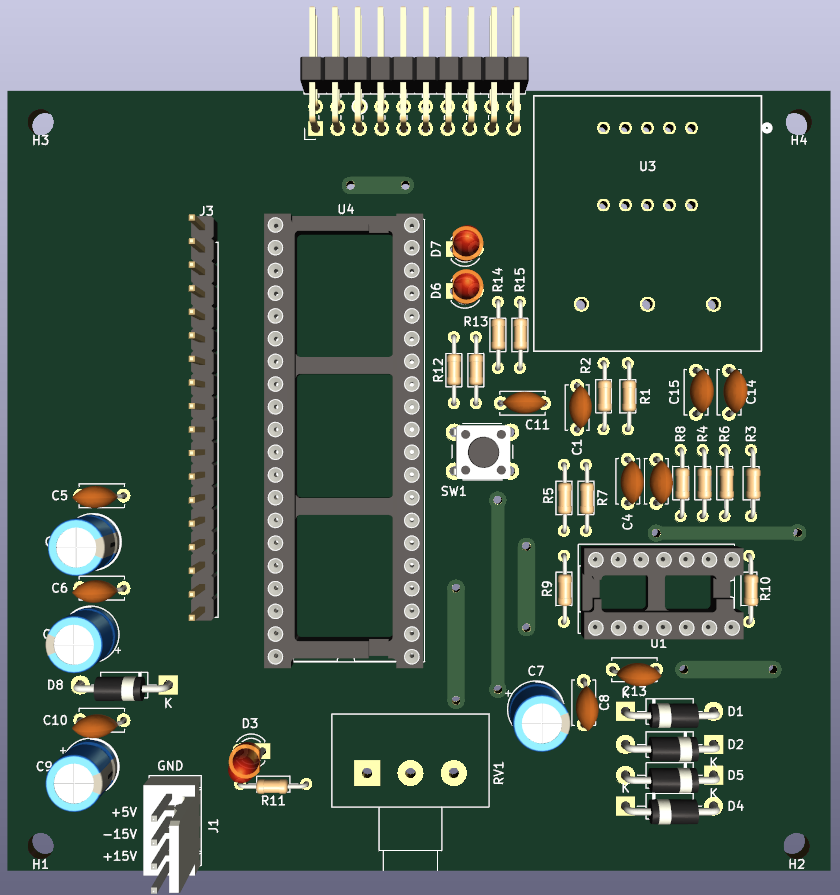 H3
H4
U3
J3
U4
D7
D6
R14
R15
R13
R12
R2
R1
C15
C14
C11
C1
R8
R4
R6
R3
SW1
C5
R5
R7
C4
C6
R9
R10
U1
D8
K
C7
C13
C8
K
D1
C10
D3
D2
K
C9
GND
R11
RV1
D5
K
K
D4
+5V
-15V
+15V
J1
H1
H2